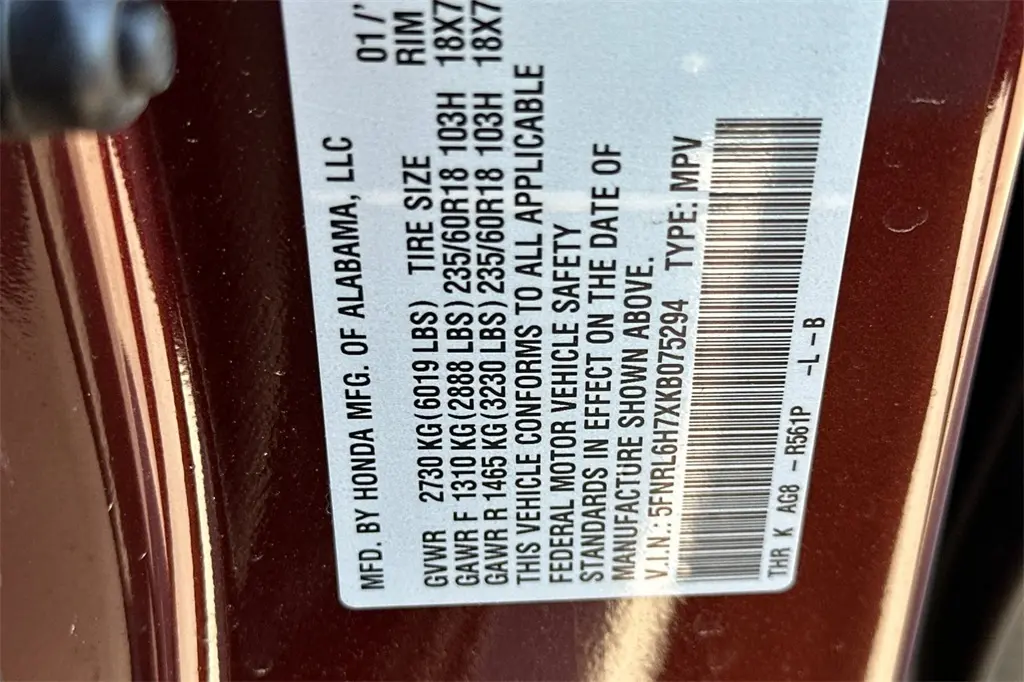 MFD. BY HONDA MFG. OF ALABAMA, LLC 01/'
GVWR 2730 KG(6019 LBS) TIRE SIZE RIM
GAWR F 1310 KG(2888 LBS) 235/60R18 103H 18X7
GAWR R 1465 KG(3230 LBS) 235/60R18 103H 18X7
THIS VEHICLE CONFORMS TO ALL APPLICABLE
FEDERAL MOTOR VEHICLE SAFETY
STANDARDS IN EFFECT ON THE DATE OF
MANUFACTURE SHOWN ABOVE.
V.I.N.: 5FNRL6H7XKB075294 TYPE: MPV
THR K AG8 -R561P -L-B